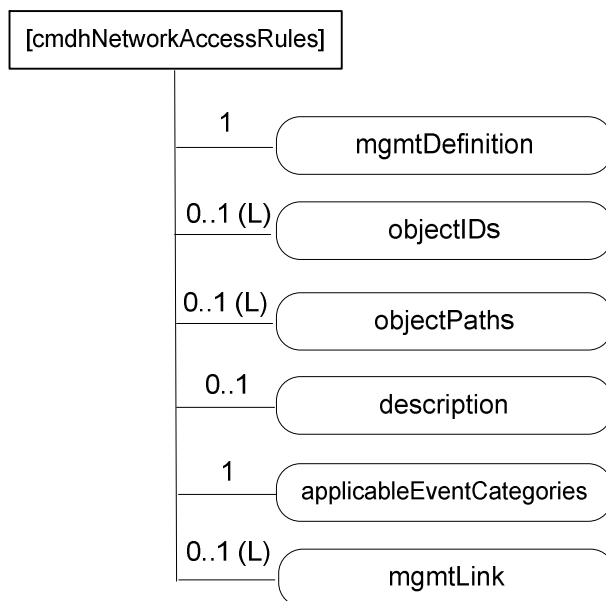 [cmdhNetworkAccessRules]
1
mgmtDefinition
0..1 (L)
objectIDs
0..1 (L)
objectPaths
0..1
description
1
applicableEventCategories
0..1 (L)
mgmtLink